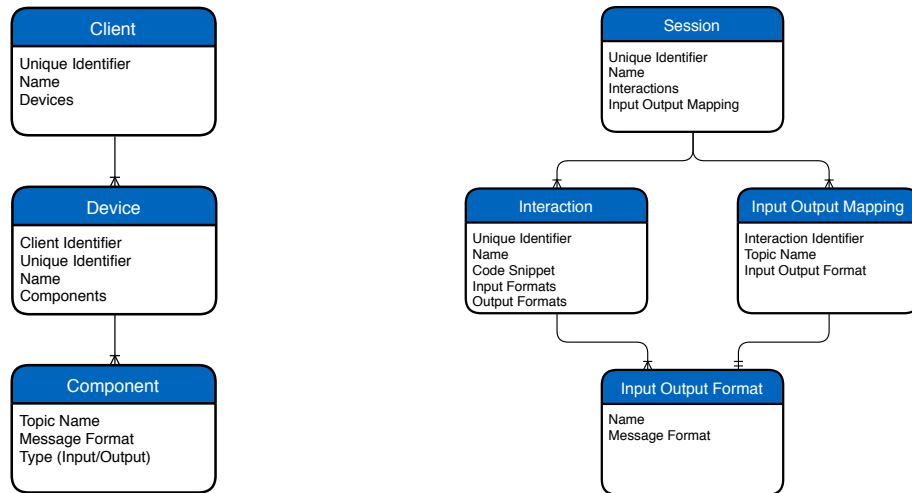 Client
Unique Identifier
Name
Devices
Device
Client Identifier
Unique Identifier
Name
Components
Component
Topic Name
Message Format
Type (Input/Output)
Session
Unique Identifier
Name
Interactions
Input Output Mapping
Interaction
Unique Identifier
Name
Code Snippet
Input Formats
Output Formats
Input Output Mapping
Interaction Identifier
Topic Name
Input Output Format
Input Output Format
Name
Message Format